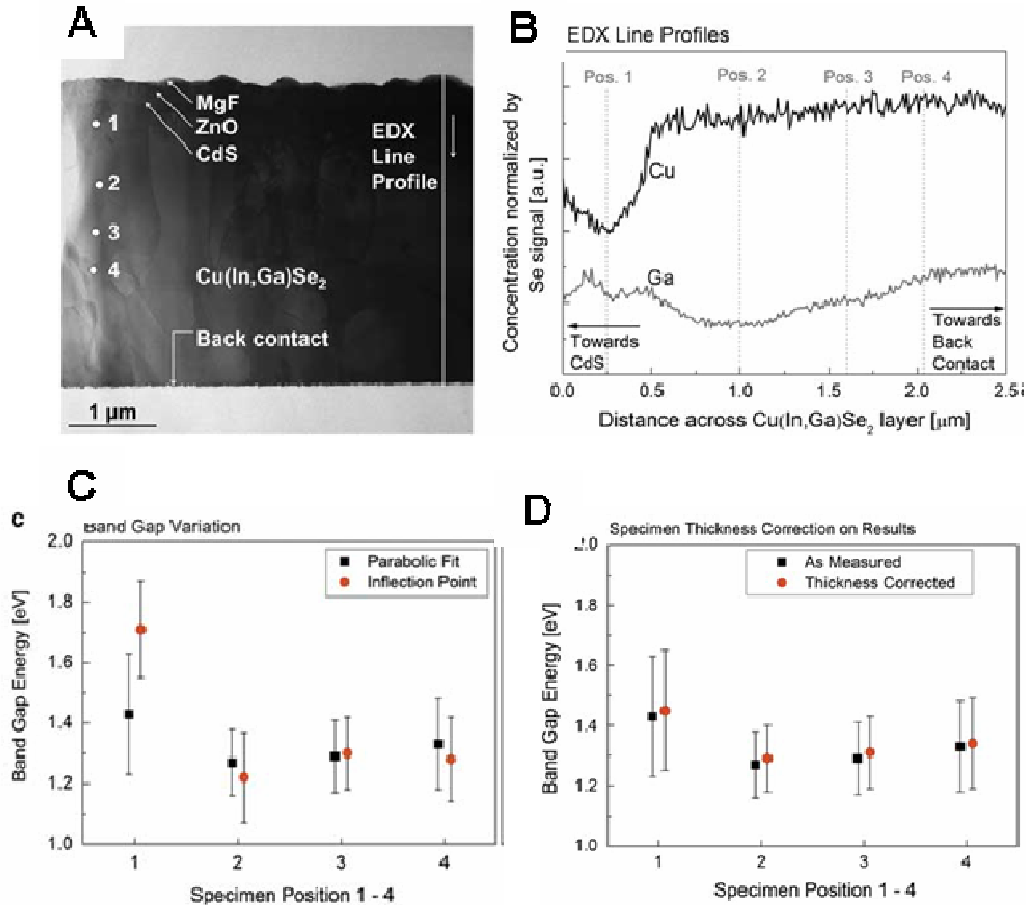 A
MgF
ZnO
CdS
1
2
3
4
EDX
Line
Profile
Cu(In,Ga)Se2
Back contact
1 µm
B
EDX Line Profiles
Pos. 1
Pos. 2
Pos. 3
Pos. 4
Cu
Ga
Towards
CdS
Towards
Back
Contact
Concentration normalized by
Se signal [a.u.]
0.0
0.5
1.0
1.5
2.0
2.5
Distance across Cu(In,Ga)Se2 layer [µm]
C
c
Band Gap Variation
Parabolic Fit
Inflection Point
2.0
1.8
1.6
1.4
1.2
1.0
Band Gap Energy [eV]
1
2
3
4
Specimen Position 1 - 4
D
Specimen Thickness Correction on Results
As Measured
Thickness Corrected
2.0
1.8
1.6
1.4
1.2
1.0
Band Gap Energy [eV]
1
2
3
4
Specimen Position 1 - 4